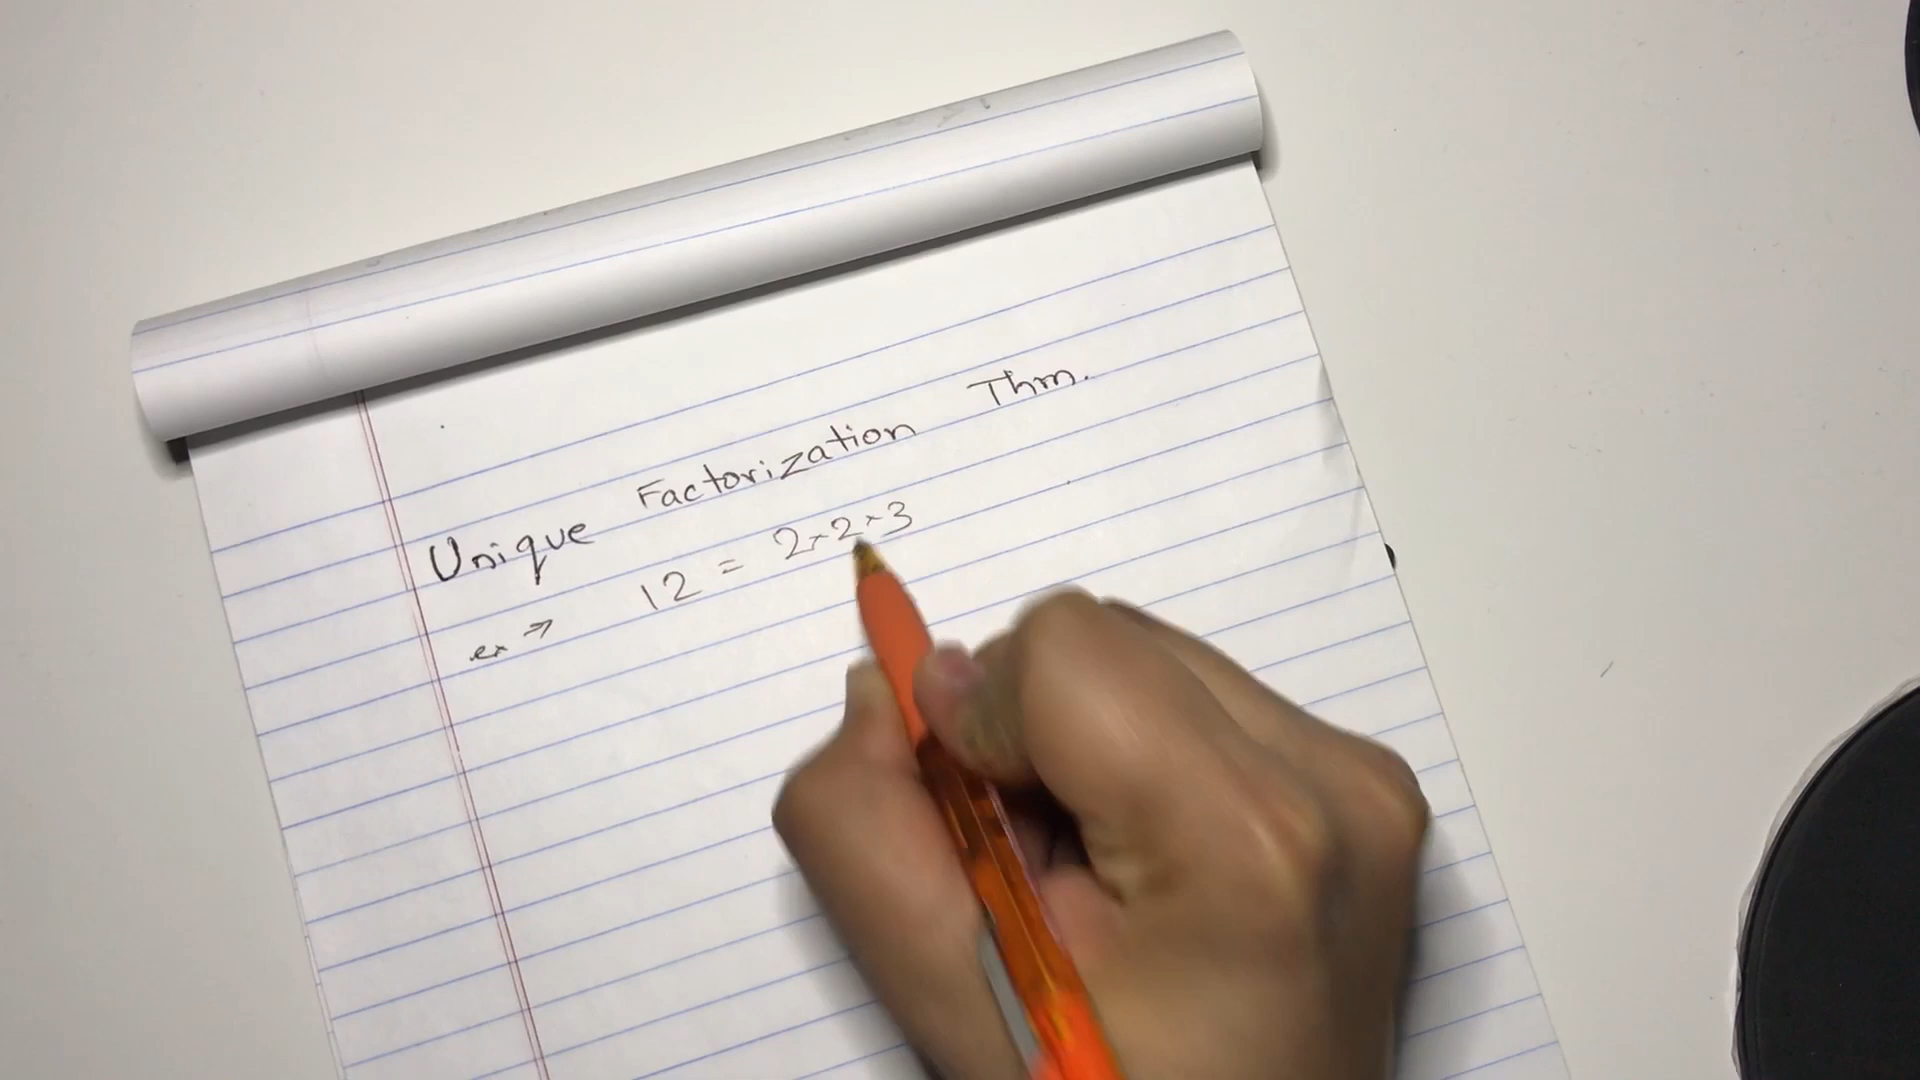 Unique Factorization Thm.
ex ⇒ 12 = 2×2×3